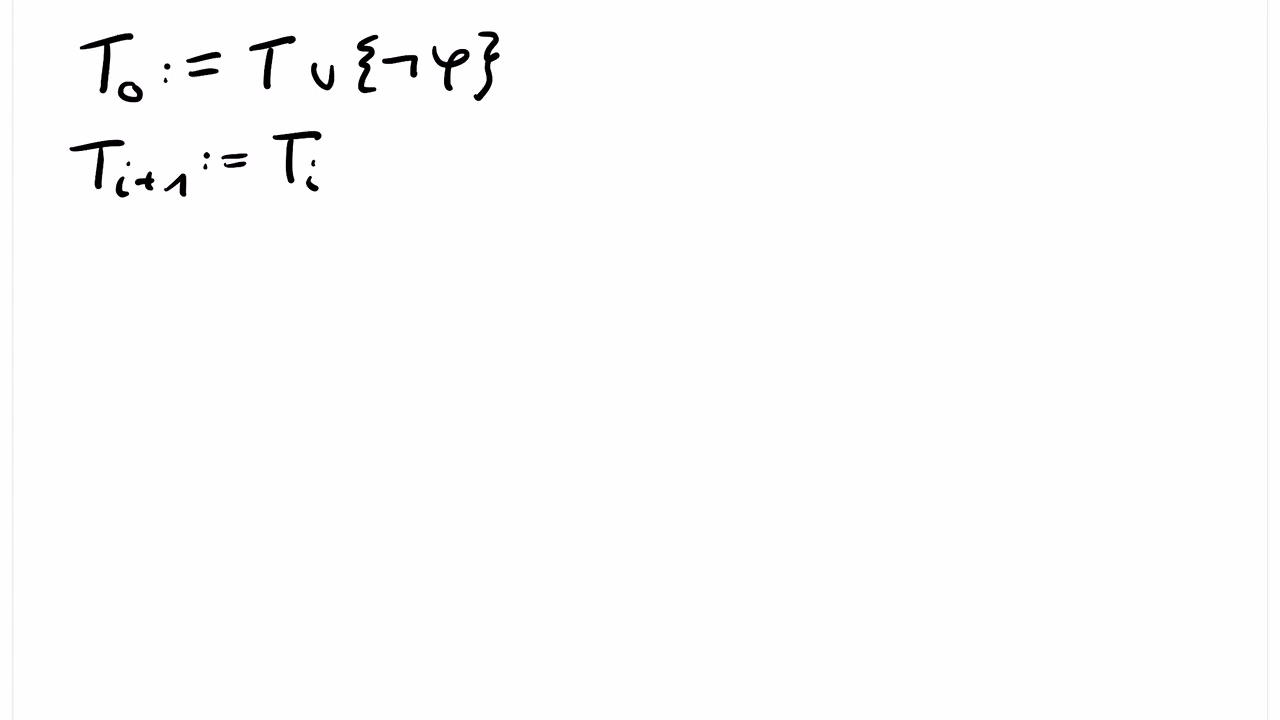 T₀ := T ∪ {¬φ}
Tᵢ₊₁ := Tᵢ